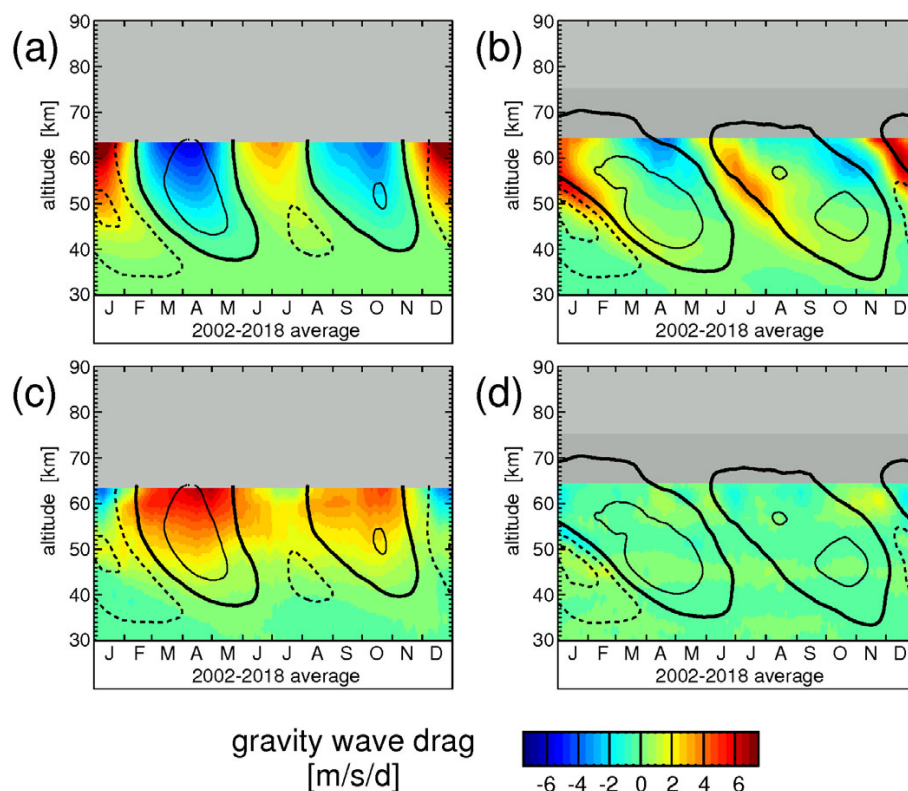 (a)
(b)
90
80
70
60
50
40
30
altitude [km]
J F M A M J J A S O N D
2002-2018 average
90
80
70
60
50
40
30
altitude [km]
J F M A M J J A S O N D
2002-2018 average
(c)
(d)
90
80
70
60
50
40
30
altitude [km]
J F M A M J J A S O N D
2002-2018 average
90
80
70
60
50
40
30
altitude [km]
J F M A M J J A S O N D
2002-2018 average
gravity wave drag
[m/s/d]
-6 -4 -2 0 2 4 6